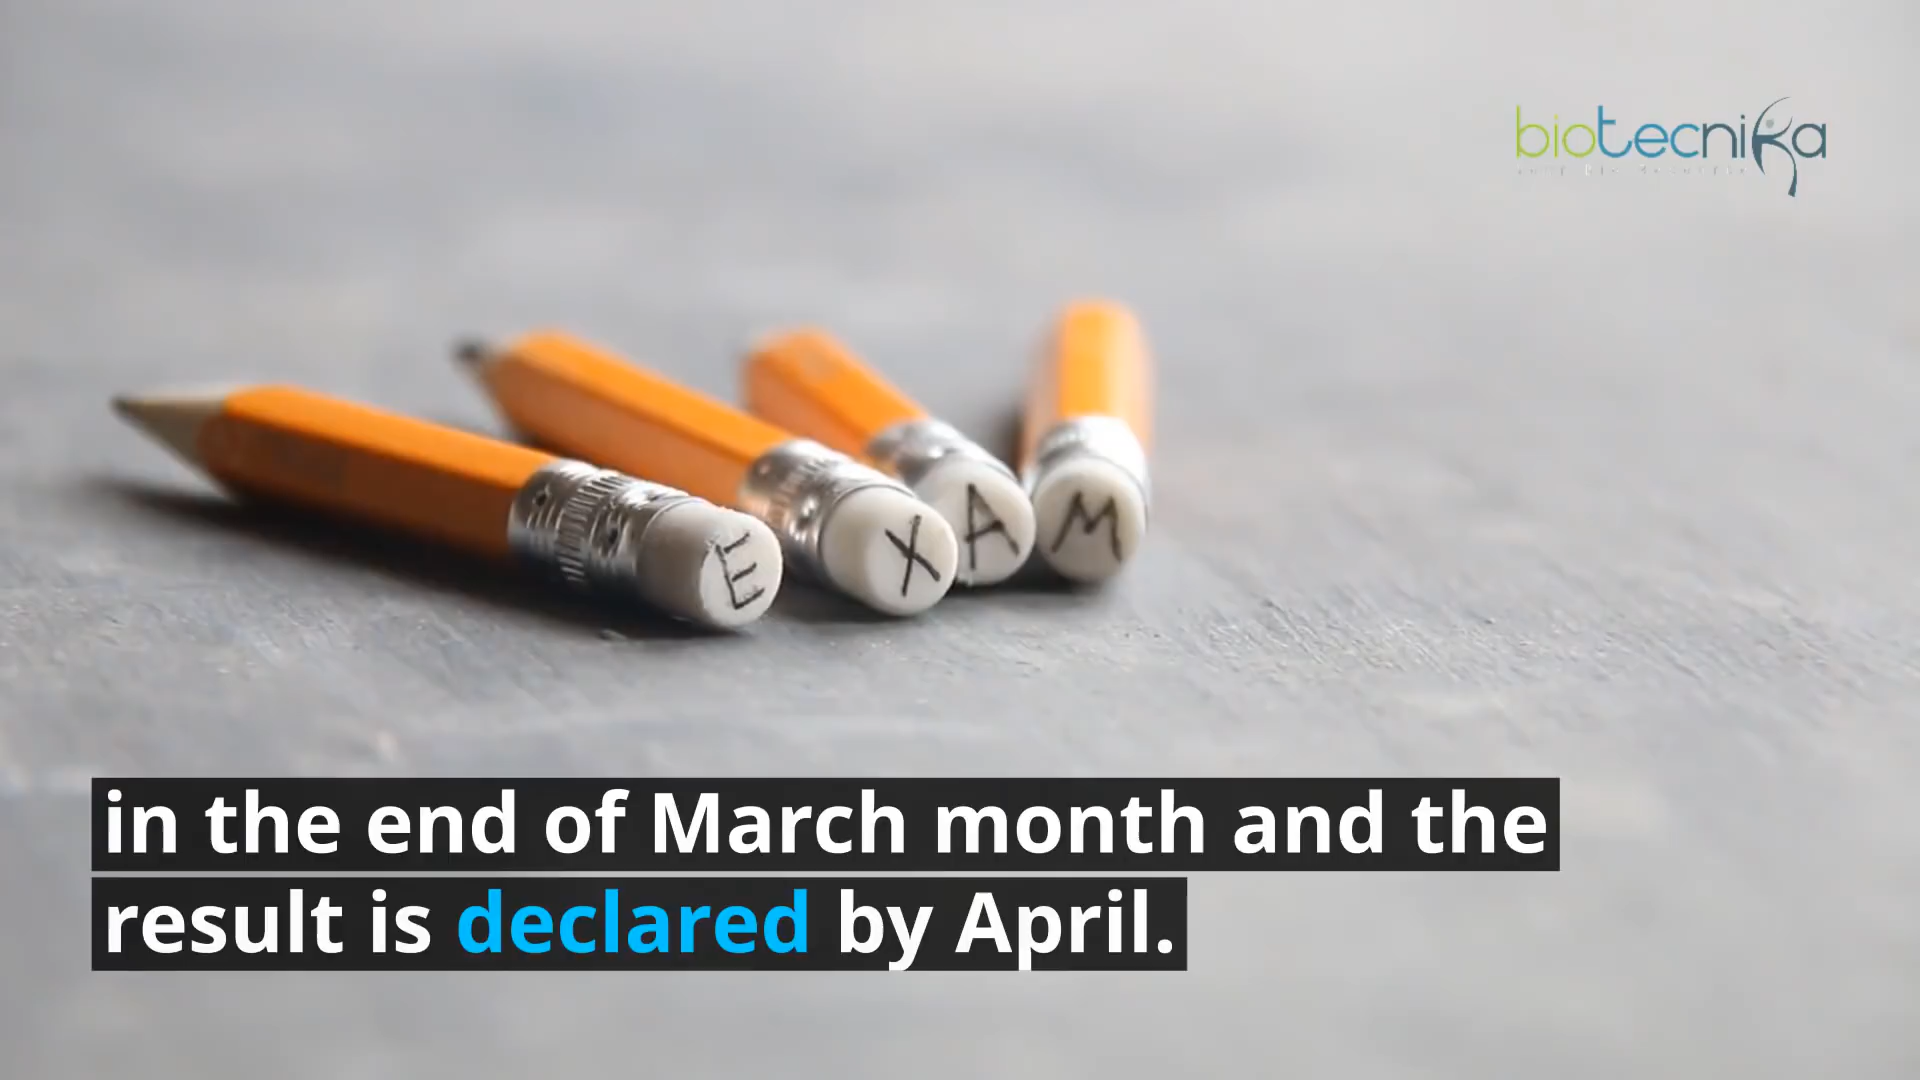 biotecnika
E X A M
in the end of March month and the
result is declared by April.